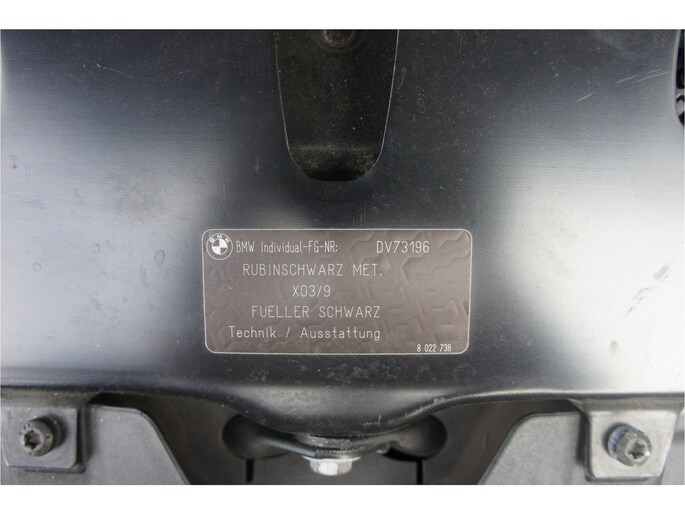 BMW Individual-FG-NR: DV73196
RUBINSCHWARZ MET.
X03/9
FUELLER SCHWARZ
Technik / Ausstattung
8 022 738